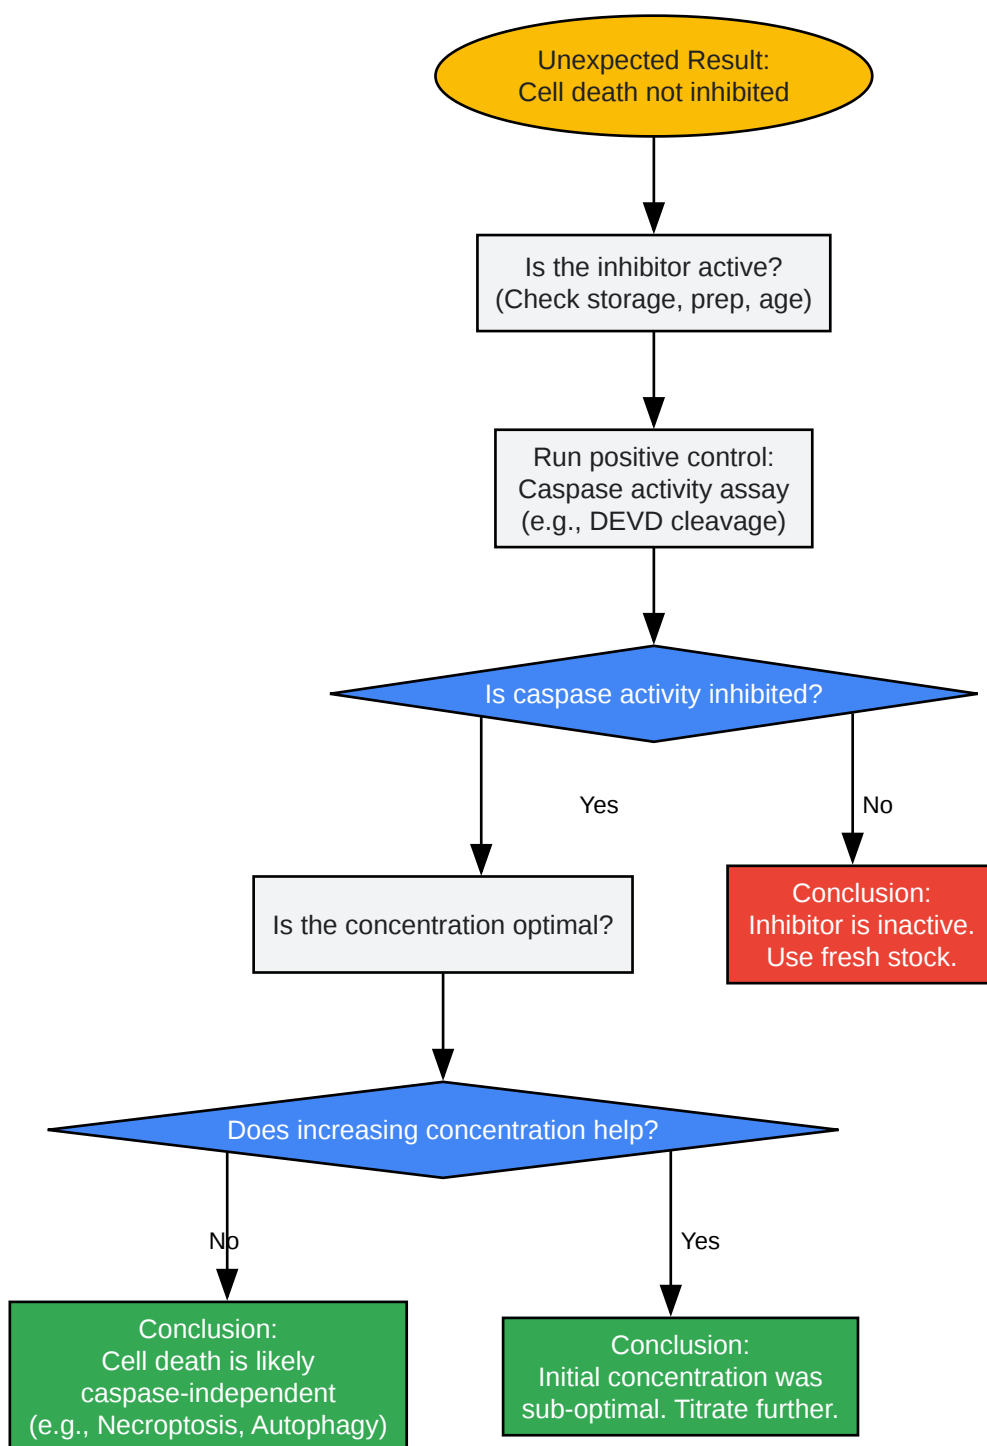 Unexpected Result:
Cell death not inhibited
Is the inhibitor active?
(Check storage, prep, age)
Run positive control:
Caspase activity assay
(e.g., DEVD cleavage)
Is caspase activity inhibited?
Yes
No
Is the concentration optimal?
Conclusion:
Inhibitor is inactive.
Use fresh stock.
Does increasing concentration help?
No
Yes
Conclusion:
Cell death is likely
caspase-independent
(e.g., Necroptosis, Autophagy)
Conclusion:
Initial concentration was
sub-optimal. Titrate further.